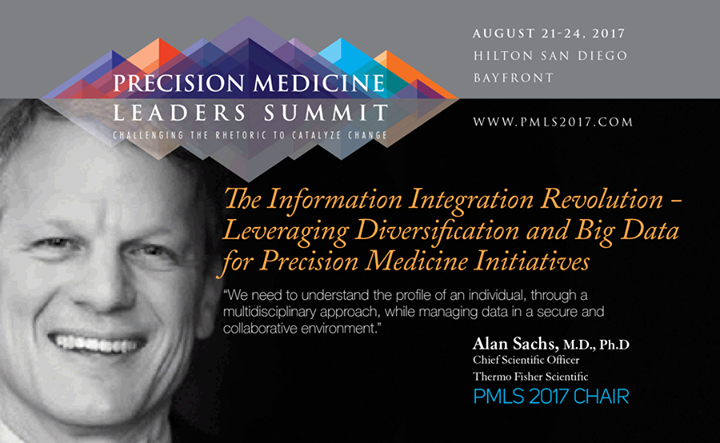 AUGUST 21-24, 2017
HILTON SAN DIEGO
BAYFRONT
WWW.PMLS2017.COM
PRECISION MEDICINE
LEADERS SUMMIT
CHALLENGING THE RHETORIC TO CATALYZE CHANGE
The Information Integration Revolution –
Leveraging Diversification and Big Data
for Precision Medicine Initiatives
“We need to understand the profile of an individual, through a
multidisciplinary approach, while managing data in a secure and
collaborative environment.”
Alan Sachs, M.D., Ph.D
Chief Scientific Officer
Thermo Fisher Scientific
PMLS 2017 CHAIR